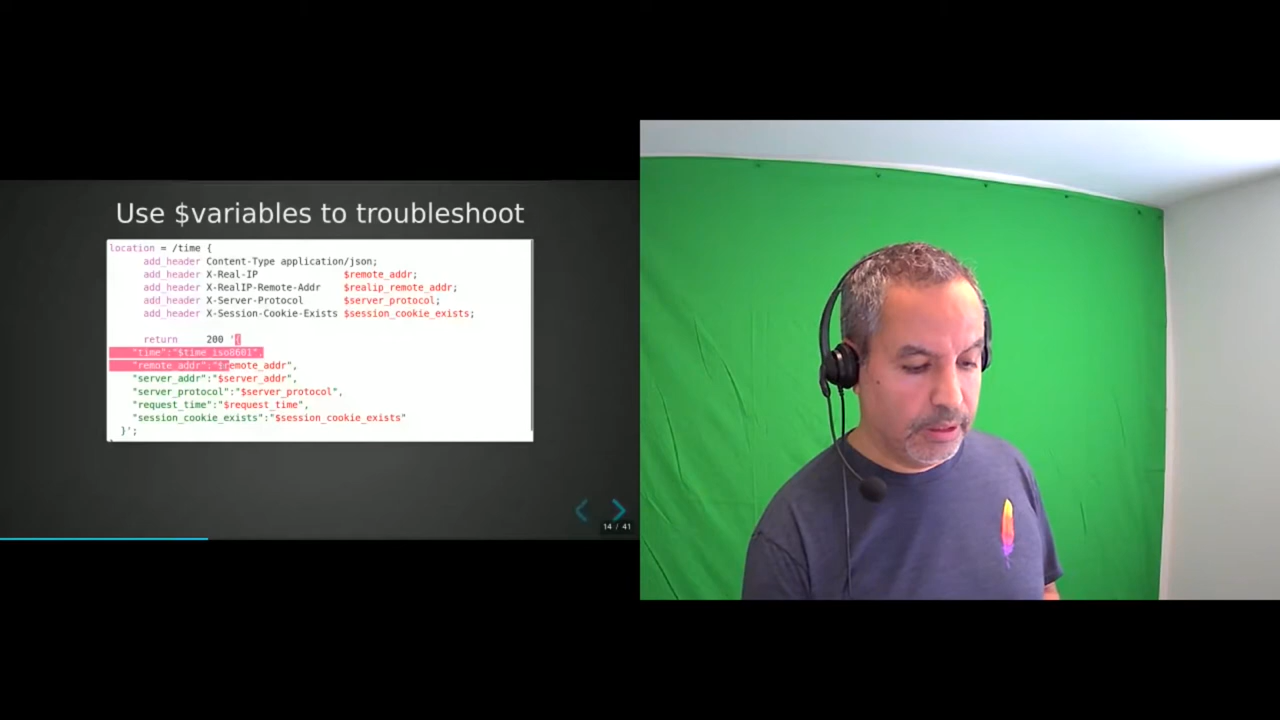 Use $variables to troubleshoot
location = /time {
add_header Content-Type application/json;
add_header X-Real-IP $remote_addr;
add_header X-RealIP-Remote-Addr $realip_remote_addr;
add_header X-Server-Protocol $server_protocol;
add_header X-Session-Cookie-Exists $session_cookie_exists;
return 200 '{
"time":"$time_iso8601",
"remote_addr":"$remote_addr",
"server_addr":"$server_addr",
"server_protocol":"$server_protocol",
"request_time":"$request_time",
"session_cookie_exists":"$session_cookie_exists"
}';
14 / 41